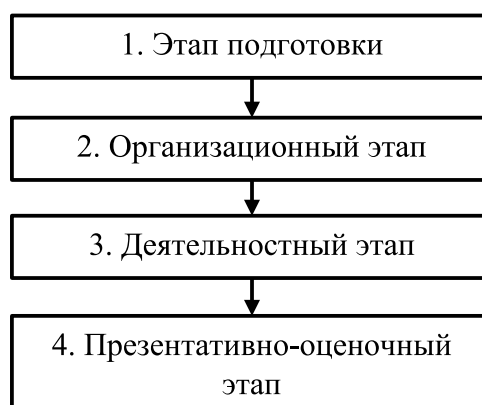 1. Этап подготовки
2. Организационный этап
3. Деятельностный этап
4. Презентативно-оценочный
этап